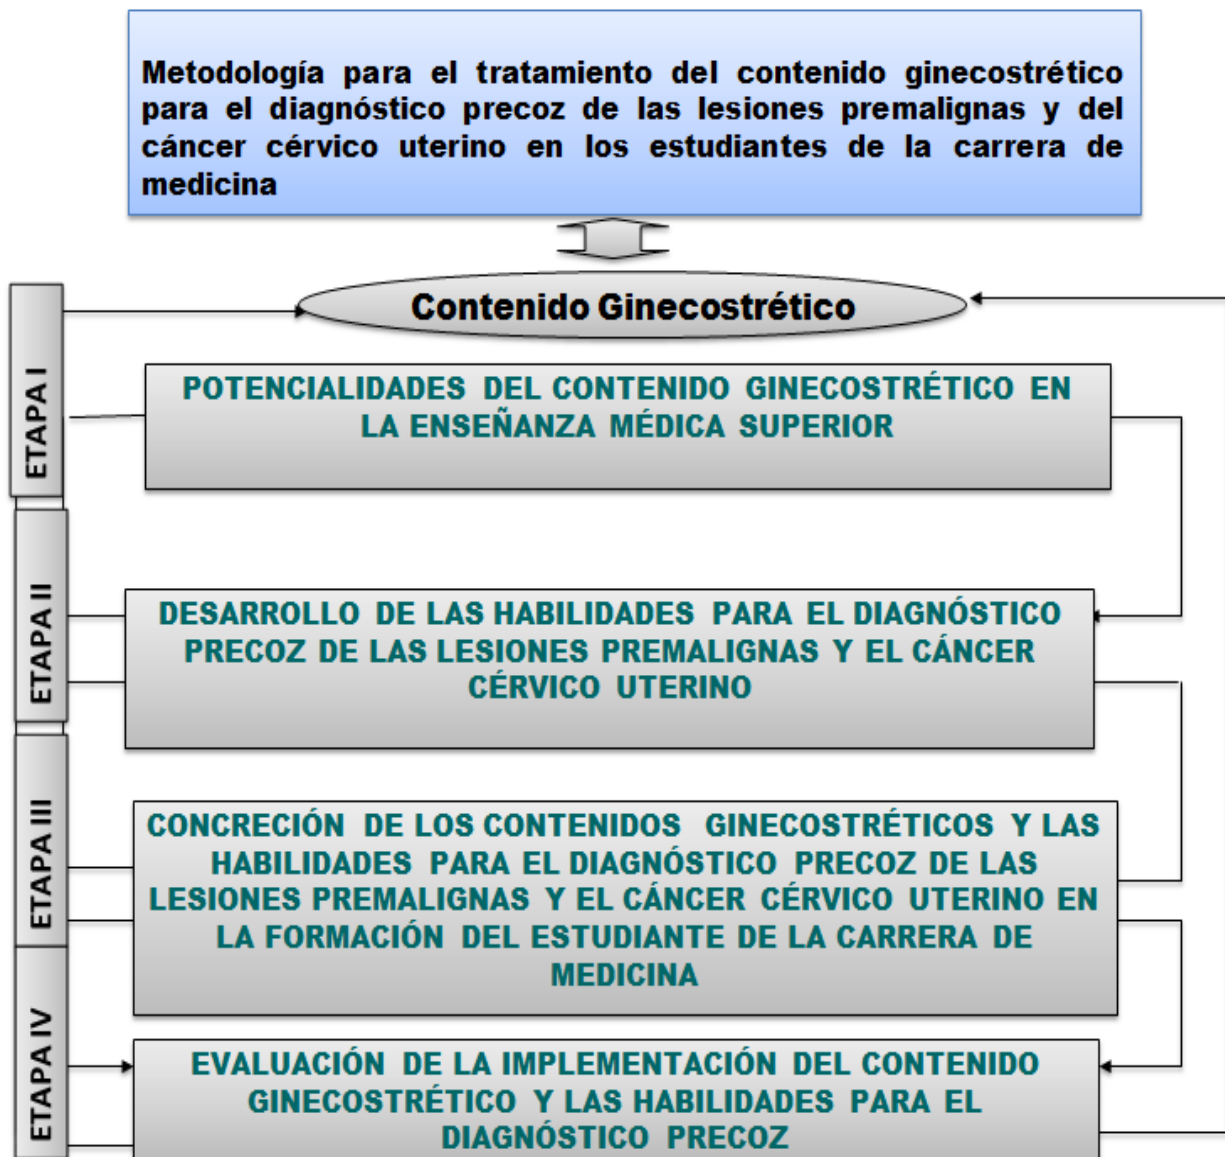 Metodología para el tratamiento del contenido ginecostrético
para el diagnóstico precoz de las lesiones premalignas y del
cáncer cérvico uterino en los estudiantes de la carrera de
medicina
Contenido Ginecostrético
ETAPA I
POTENCIALIDADES DEL CONTENIDO GINECOSTRÉTICO EN
LA ENSEÑANZA MÉDICA SUPERIOR
ETAPA II
DESARROLLO DE LAS HABILIDADES PARA EL DIAGNÓSTICO
PRECOZ DE LAS LESIONES PREMALIGNAS Y EL CÁNCER
CÉRVICO UTERINO
ETAPA III
CONCRECIÓN DE LOS CONTENIDOS GINECOSTRÉTICOS Y LAS
HABILIDADES PARA EL DIAGNÓSTICO PRECOZ DE LAS
LESIONES PREMALIGNAS Y EL CÁNCER CÉRVICO UTERINO EN
LA FORMACIÓN DEL ESTUDIANTE DE LA CARRERA DE
MEDICINA
ETAPA IV
EVALUACIÓN DE LA IMPLEMENTACIÓN DEL CONTENIDO
GINECOSTRÉTICO Y LAS HABILIDADES PARA EL
DIAGNÓSTICO PRECOZ